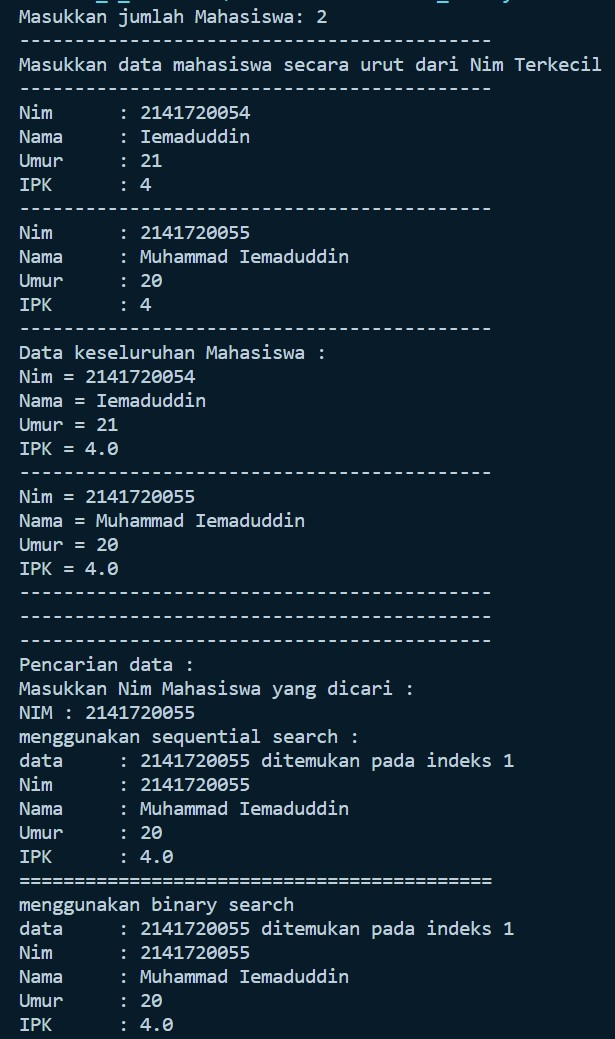 Masukkan jumlah Mahasiswa: 2
-------------------------------------------
Masukkan data mahasiswa secara urut dari Nim Terkecil
-------------------------------------------
Nim      : 2141720054
Nama     : Iemaduddin
Umur     : 21
IPK      : 4
-------------------------------------------
Nim      : 2141720055
Nama     : Muhammad Iemaduddin
Umur     : 20
IPK      : 4
-------------------------------------------
Data keseluruhan Mahasiswa :
Nim = 2141720054
Nama = Iemaduddin
Umur = 21
IPK = 4.0
-------------------------------------------
Nim = 2141720055
Nama = Muhammad Iemaduddin
Umur = 20
IPK = 4.0
-------------------------------------------
-------------------------------------------
-------------------------------------------
Pencarian data :
Masukkan Nim Mahasiswa yang dicari :
NIM : 2141720055
menggunakan sequential search :
data     : 2141720055 ditemukan pada indeks 1
Nim      : 2141720055
Nama     : Muhammad Iemaduddin
Umur     : 20
IPK      : 4.0
===========================================
menggunakan binary search
data     : 2141720055 ditemukan pada indeks 1
Nim      : 2141720055
Nama     : Muhammad Iemaduddin
Umur     : 20
IPK      : 4.0